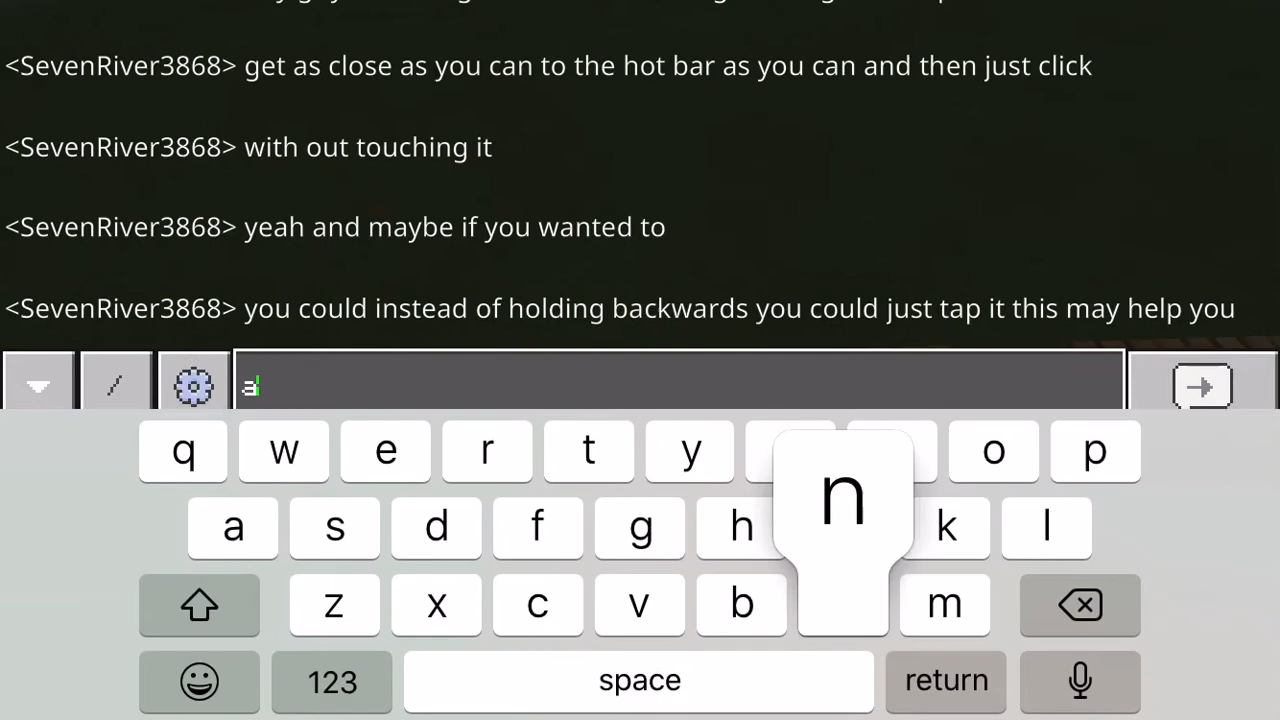 <SevenRiver3868> get as close as you can to the hot bar as you can and then just click
<SevenRiver3868> with out touching it
<SevenRiver3868> yeah and maybe if you wanted to
<SevenRiver3868> you could instead of holding backwards you could just tap it this may help you
/ a
q w e r t y o p
n
a s d f g h k l
z x c v b m
123 space return